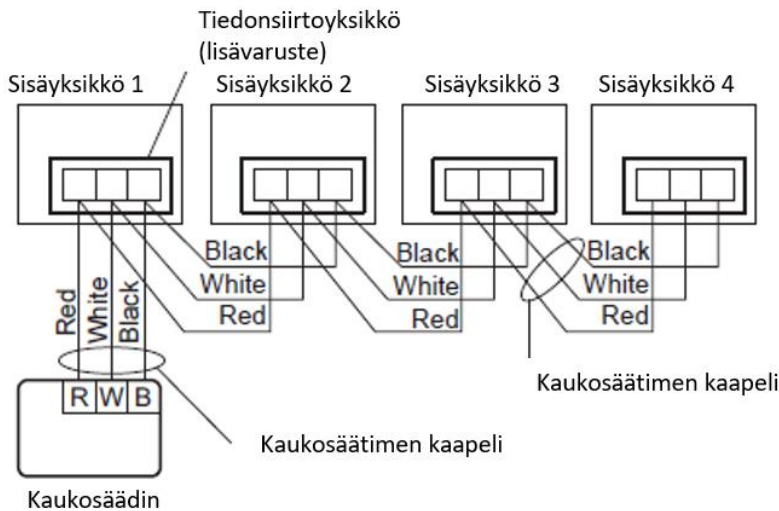 Tiedonsiirtoyksikkö
(lisävaruste)
Sisäyksikkö 1
Sisäyksikkö 2
Sisäyksikkö 3
Sisäyksikkö 4
Black
White
Red
Black
White
Red
Black
White
Red
Red
White
Black
R W B
Kaukosäätimen kaapeli
Kaukosäätimen kaapeli
Kaukosäädin